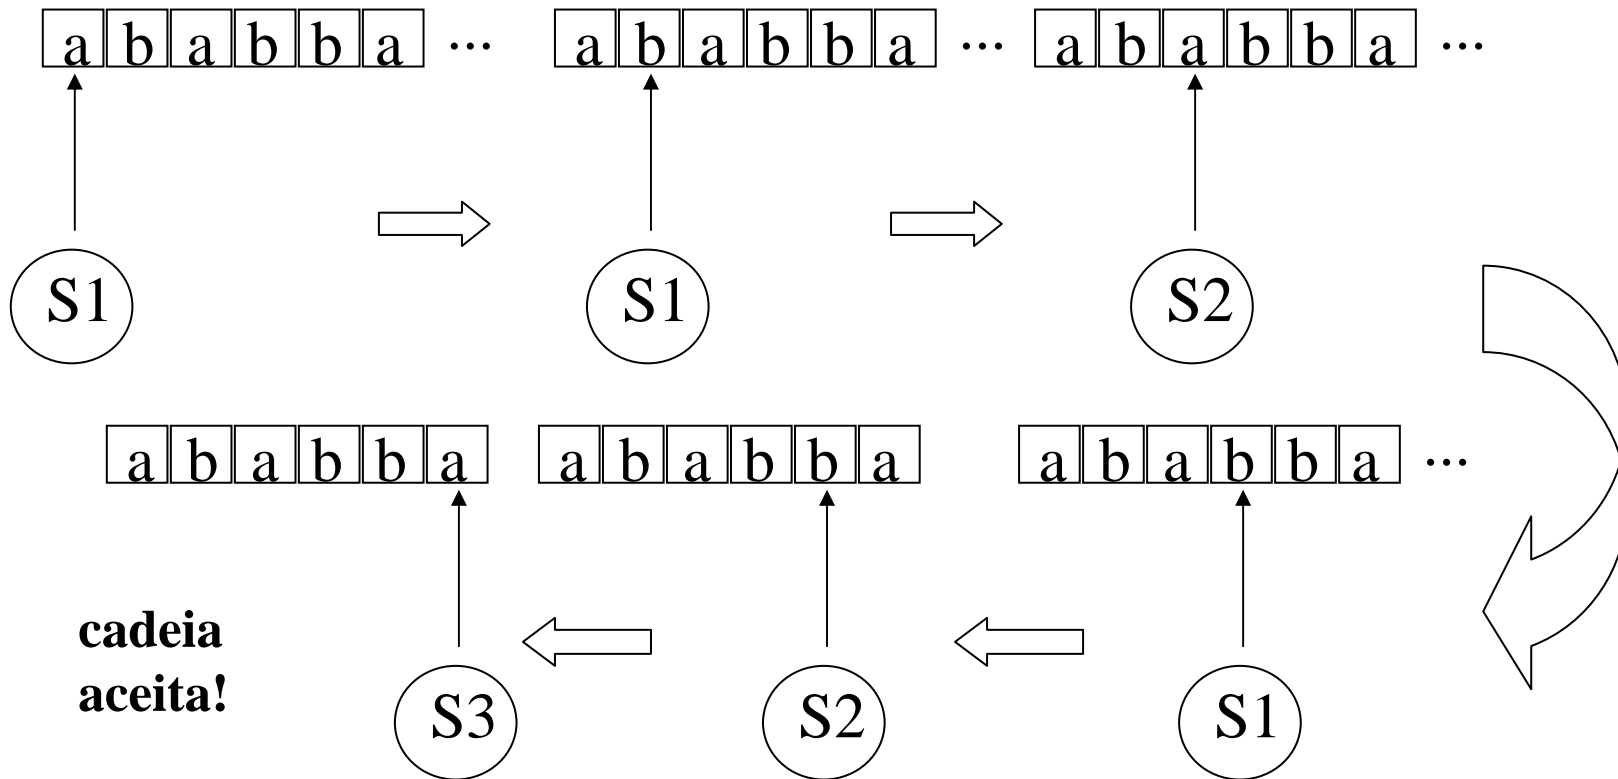 a b a b b a ... a b a b b a ... a b a b b a ...
S1 S1 S2
a b a b b a a b a b b a a b a b b a ...
cadeia
aceita!
S3 S2 S1